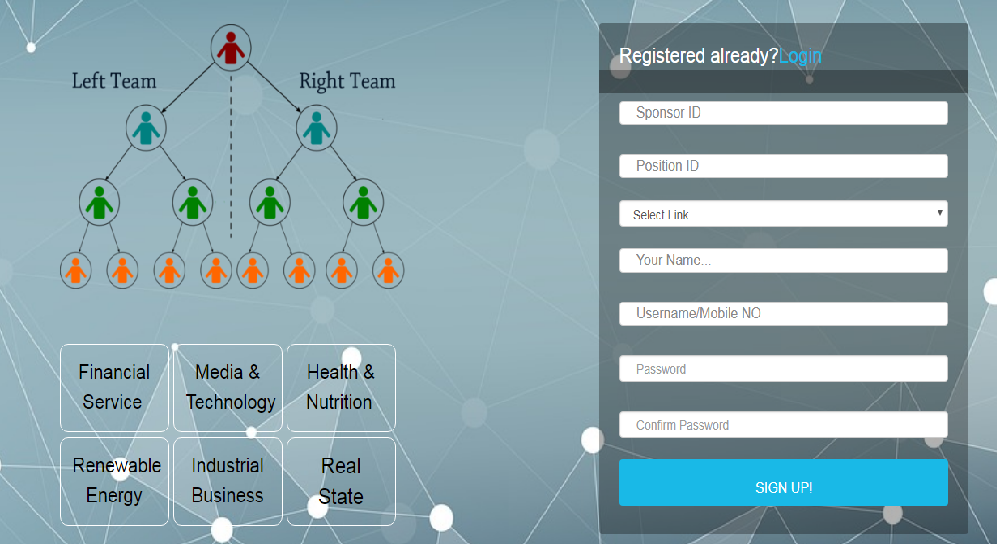 Left Team
Right Team
Financial
Service
Media &
Technology
Health &
Nutrition
Renewable
Energy
Industrial
Business
Real
State
Registered already?Login
Sponsor ID
Position ID
Select Link
Your Name...
Username/Mobile NO
Password
Confirm Password
SIGN UP!